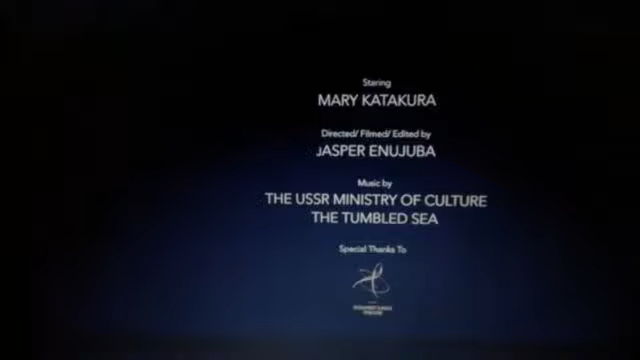 Starring
MARY KATAKURA
Directed/ Filmed/ Edited by
JASPER ENUJUBA
Music by
THE USSR MINISTRY OF CULTURE
THE TUMBLED SEA
Special Thanks To